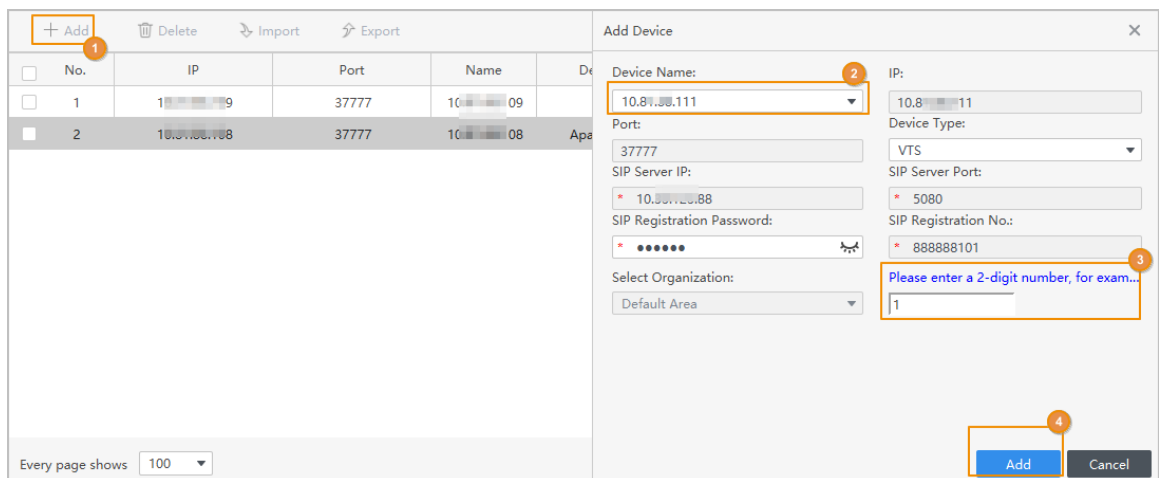 Add Delete Import Export
1
No. IP Port Name
1 37777
2 37777
Every page shows 100
Add Device
Device Name: 2 IP:
Port: Device Type:
37777 VTS
SIP Server IP: SIP Server Port:
* * 5080
SIP Registration Password: SIP Registration No.:
* ●●●●●● * 888888101
3
Select Organization: Please enter a 2-digit number, for exam...
Default Area 1
4
Add Cancel